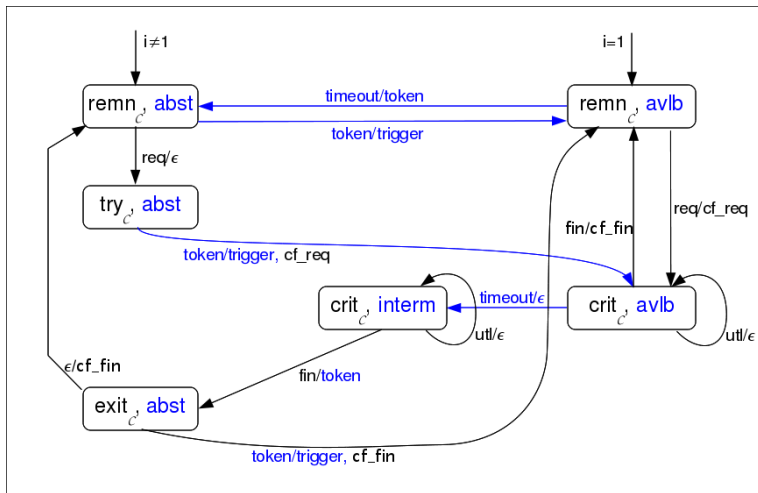 i≠1
i=1
remn 𝒸, abst
timeout/token
remn 𝒸, avlb
token/trigger
req/ϵ
try 𝒸, abst
req/cf_req
fin/cf_fin
token/trigger, cf_req
crit 𝒸, interm
timeout/ϵ
crit 𝒸, avlb
utl/ϵ
utl/ϵ
ϵ/cf_fin
fin/token
exit 𝒸, abst
token/trigger, cf_fin